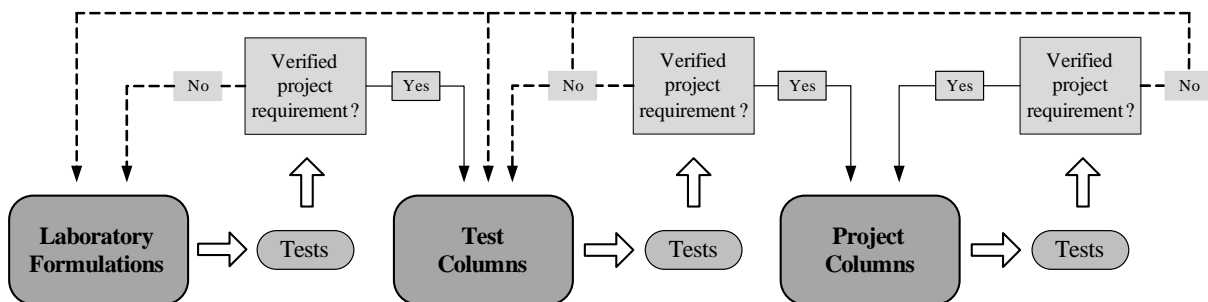 Verified
project
requirement ?
No
Yes
Verified
project
requirement ?
No
Yes
Verified
project
requirement ?
Yes
No
Laboratory
Formulations
Tests
Test
Columns
Tests
Project
Columns
Tests